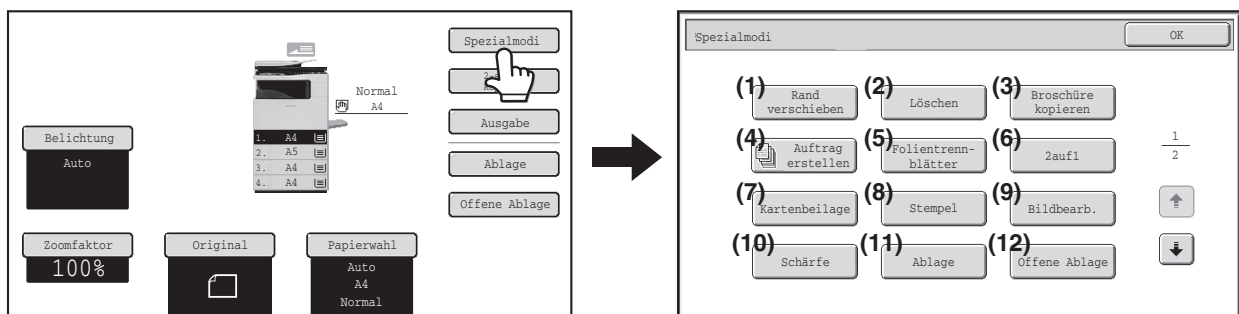 Spezialmodi
Normal
A4
Ausgabe
Belichtung
Auto
1. A4
2. A5
3. A4
4. A4
Ablage
Offene Ablage
Zoomfaktor
100%
Original
Papierwahl
Auto
A4
Normal
Spezialmodi
OK
(1)
Rand
verschieben
(2)
Löschen
(3)
Broschüre
kopieren
(4)
Auftrag
erstellen
(5)
Folientrenn-
blätter
(6)
2auf1
1
2
(7)
Kartenbeilage
(8)
Stempel
(9)
Bildbearb.
(10)
Schärfe
(11)
Ablage
(12)
Offene Ablage